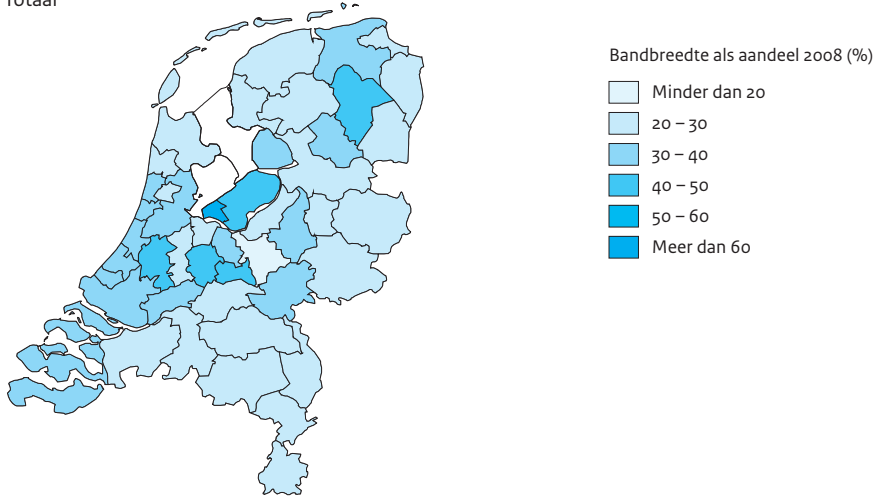 Totaal
Bandbreedte als aandeel 2008 (%)
Minder dan 20
20 – 30
30 – 40
40 – 50
50 – 60
Meer dan 60